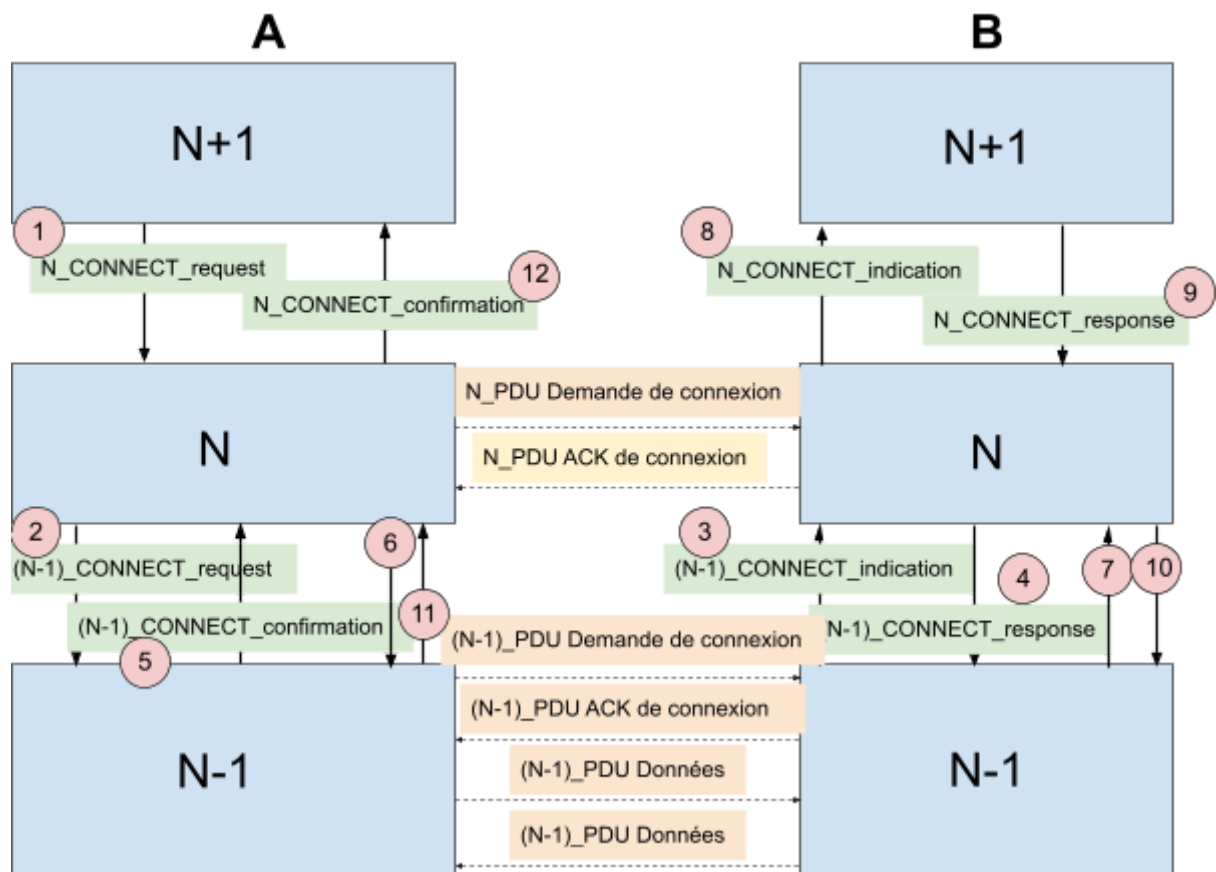 A
B
N+1
N+1
1
N_CONNECT_request
12
N_CONNECT_confirmation
8
N_CONNECT_indication
9
N_CONNECT_response
N
N_PDU Demande de connexion
N_PDU ACK de connexion
N
2
(N-1)_CONNECT_request
6
(N-1)_CONNECT_confirmation
11
5
3
(N-1)_CONNECT_indication
4
7
10
(N-1)_CONNECT_response
(N-1)_PDU Demande de connexion
(N-1)_PDU ACK de connexion
N-1
(N-1)_PDU Données
N-1
(N-1)_PDU Données